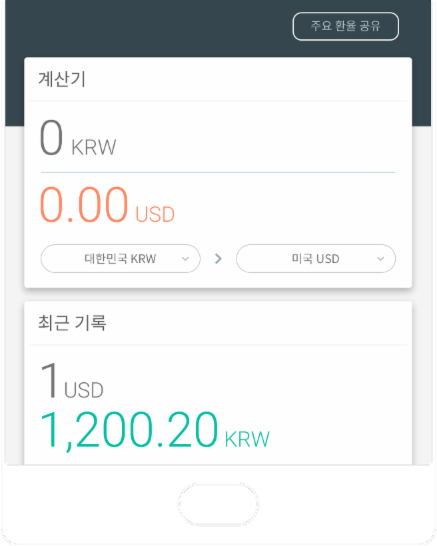 주요 환율 공유
계산기
0 KRW
0.00 USD
대한민국 KRW
미국 USD
최근 기록
1 USD
1,200.20 KRW